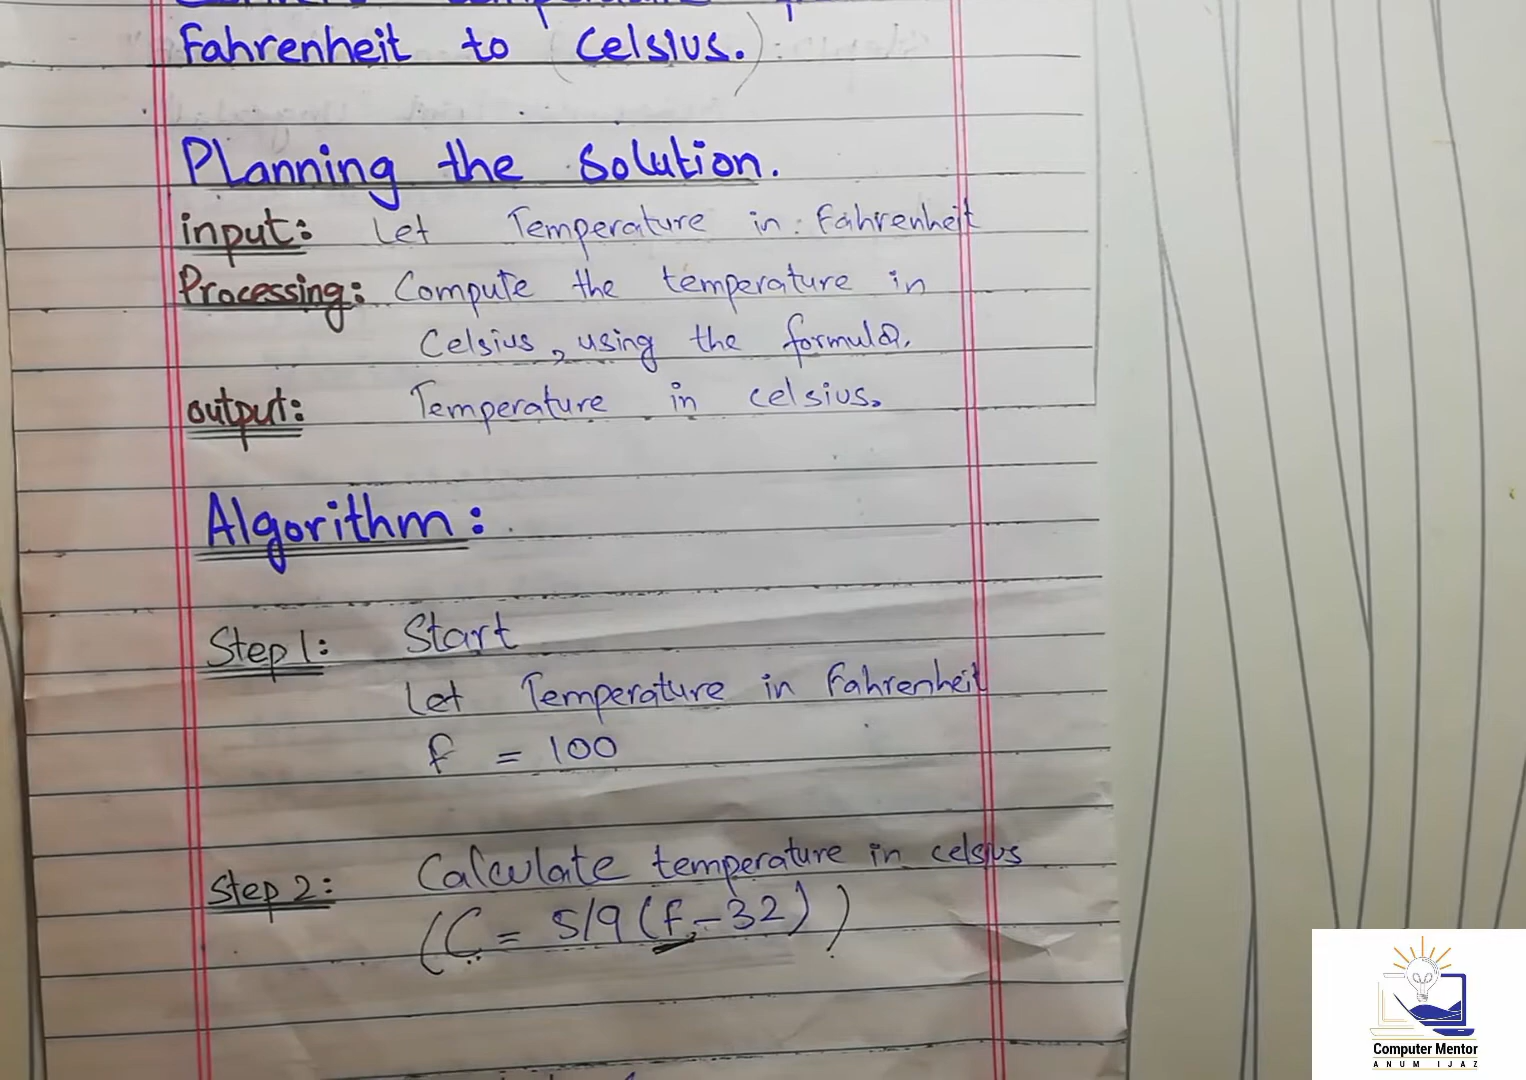 Fahrenheit to Celsius.
Planning the Solution.
input: Let Temperature in Fahrenheit
Processing: Compute the temperature in
Celsius, using the formula.
output: Temperature in celsius.
Algorithm:
Step 1: Start
Let Temperature in Fahrenheit
f = 100
Step 2: Calculate temperature in celsius
(C = 5/9 (f-32))
Computer Mentor
ANUM IJAZ